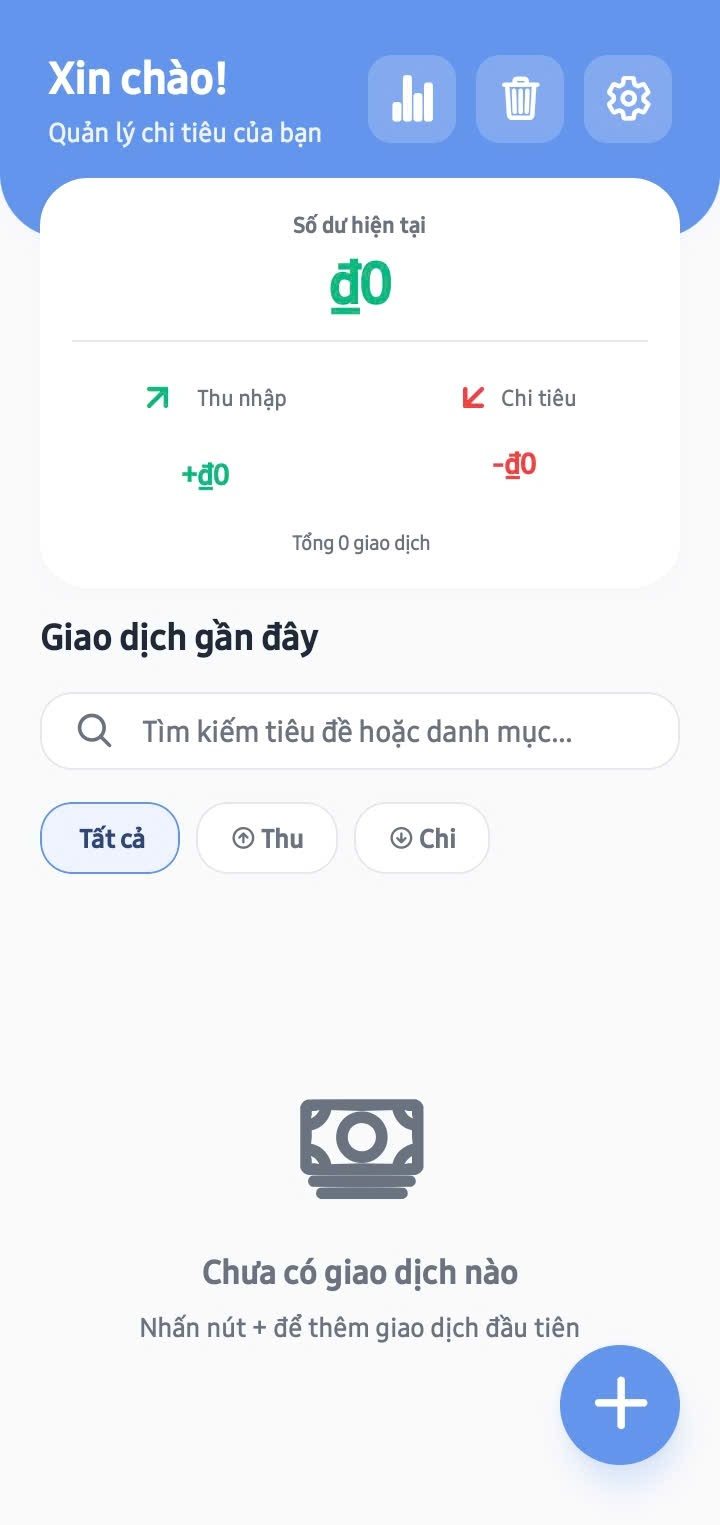 Xin chào!
Quản lý chi tiêu của bạn
Số dư hiện tại
₫0
Thu nhập
Chi tiêu
+₫0
-₫0
Tổng 0 giao dịch
Giao dịch gần đây
Tìm kiếm tiêu đề hoặc danh mục...
Tất cả
Thu
Chi
Chưa có giao dịch nào
Nhấn nút + để thêm giao dịch đầu tiên